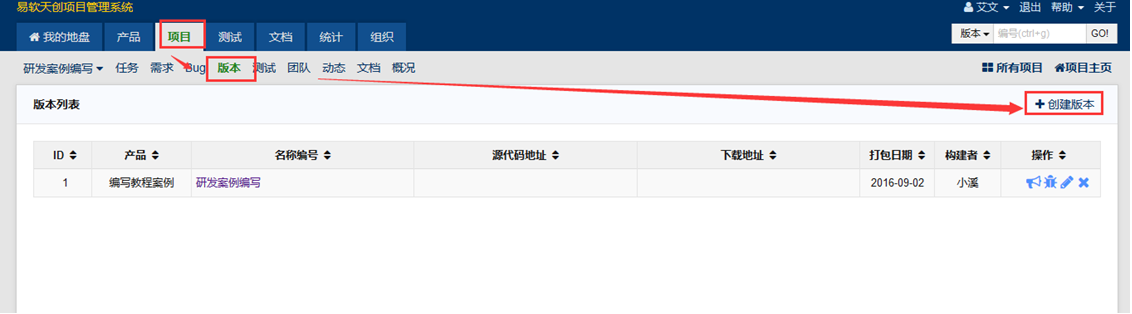 易软天创项目管理系统
艾文 退出 帮助 关于
我的地盘 产品 项目 测试 文档 统计 组织
版本 编号(ctrl+g) GO!
研发案例编写 任务 需求 Bug 版本 测试 团队 动态 文档 概况
所有项目 项目主页
版本列表
创建版本
ID 产品 名称编号 源代码地址 下载地址 打包日期 构建者 操作
1 编写教程案例 研发案例编写 2016-09-02 小溪